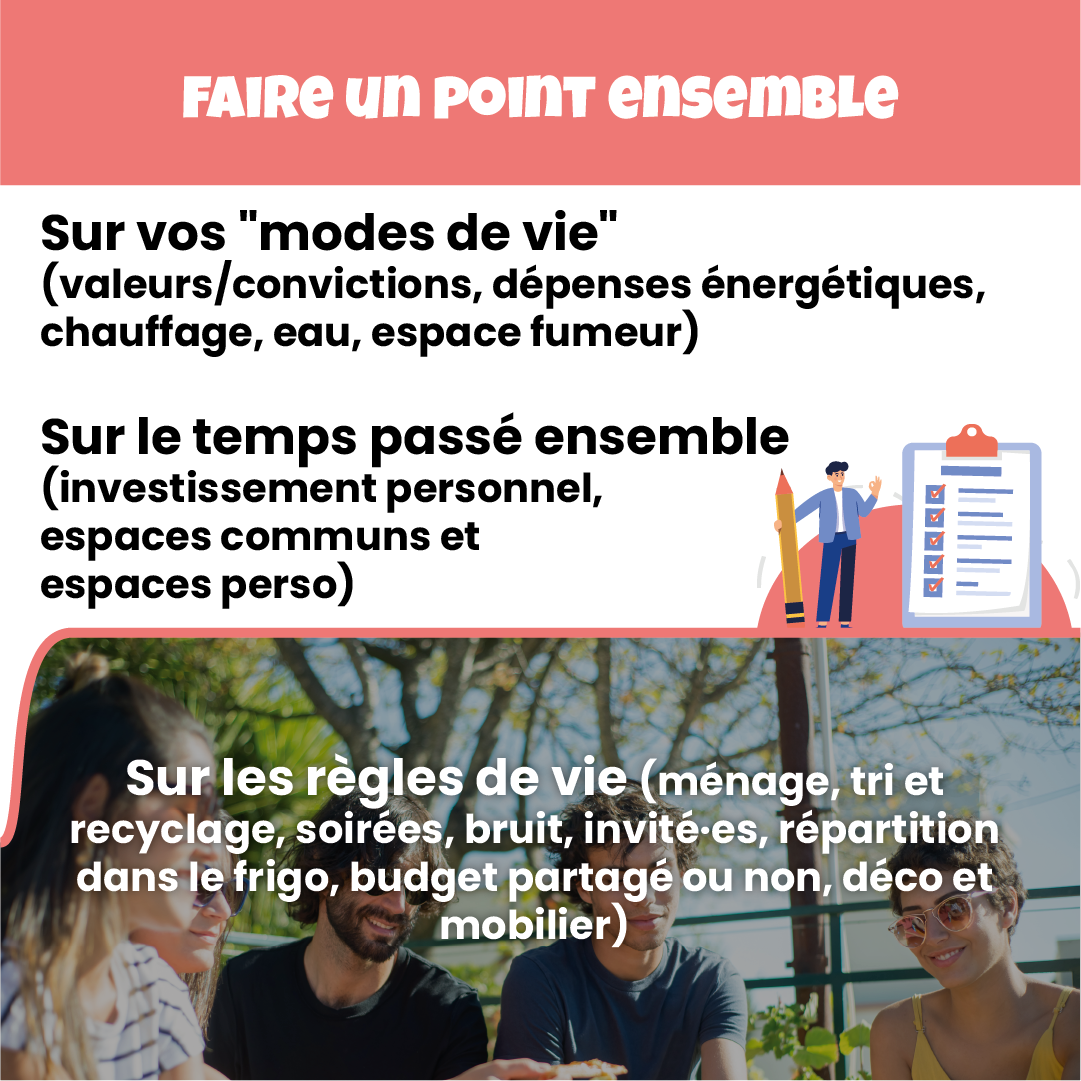 Faire un point ensemble
Sur vos "modes de vie"
(valeurs/convictions, dépenses énergétiques,
chauffage, eau, espace fumeur)
Sur le temps passé ensemble
(investissement personnel,
espaces communs et
espaces perso)
Sur les règles de vie (ménage, tri et
recyclage, soirées, bruit, invité·es, répartition
dans le frigo, budget partagé ou non, déco et
mobilier)